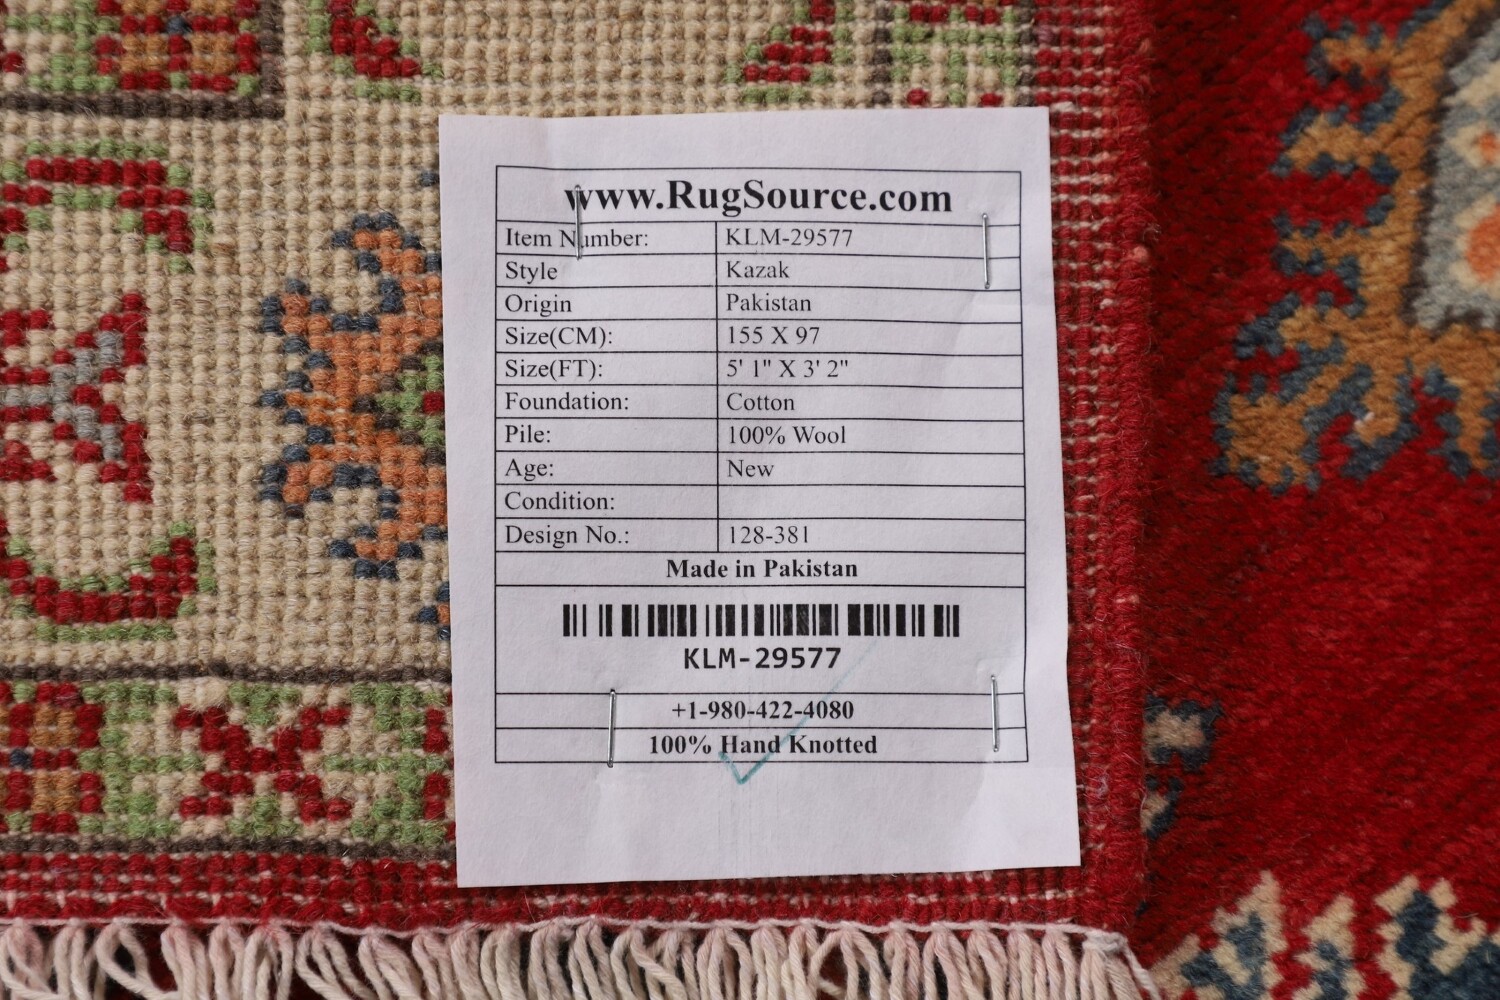 www.RugSource.com
Item Number: KLM-29577
Style Kazak
Origin Pakistan
Size(CM): 155 X 97
Size(FT): 5' 1" X 3' 2"
Foundation: Cotton
Pile: 100% Wool
Age: New
Condition:
Design No.: 128-381
Made in Pakistan
KLM-29577
+1-980-422-4080
100% Hand Knotted